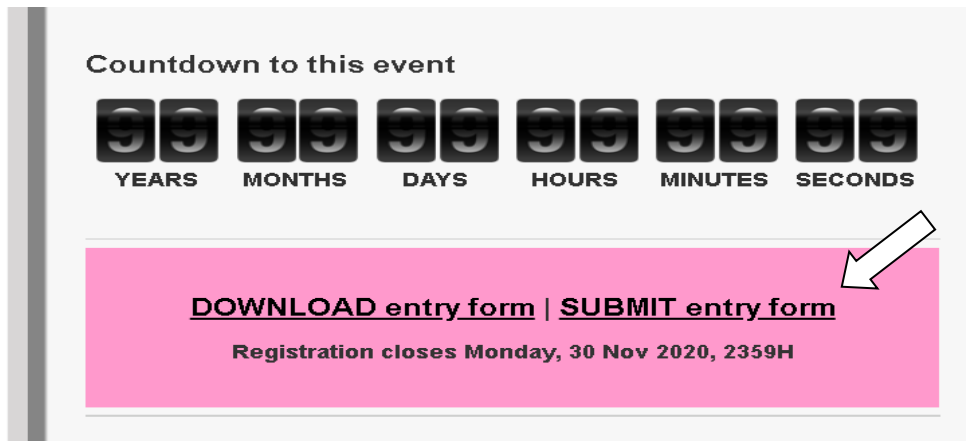 Countdown to this event
99 99 99 99 99 99
YEARS MONTHS DAYS HOURS MINUTES SECONDS
DOWNLOAD entry form | SUBMIT entry form
Registration closes Monday, 30 Nov 2020, 2359H